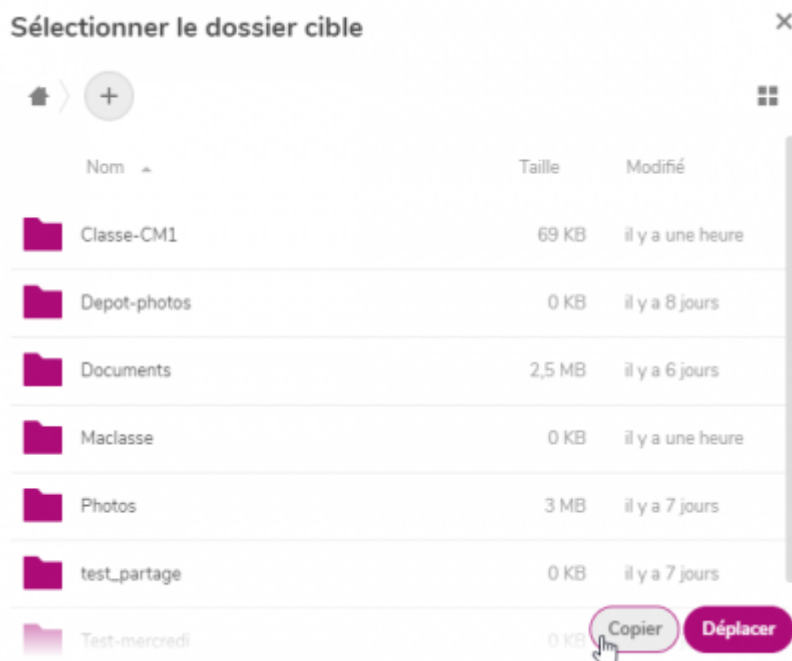 Sélectionner le dossier cible
Nom Taille Modifié
Classe-CM1 69 KB il y a une heure
Depot-photos 0 KB il y a 8 jours
Documents 2,5 MB il y a 6 jours
Maclasse 0 KB il y a une heure
Photos 3 MB il y a 7 jours
test_partage 0 KB il y a 7 jours
Test-mercredi 0 KB
Copier Déplacer